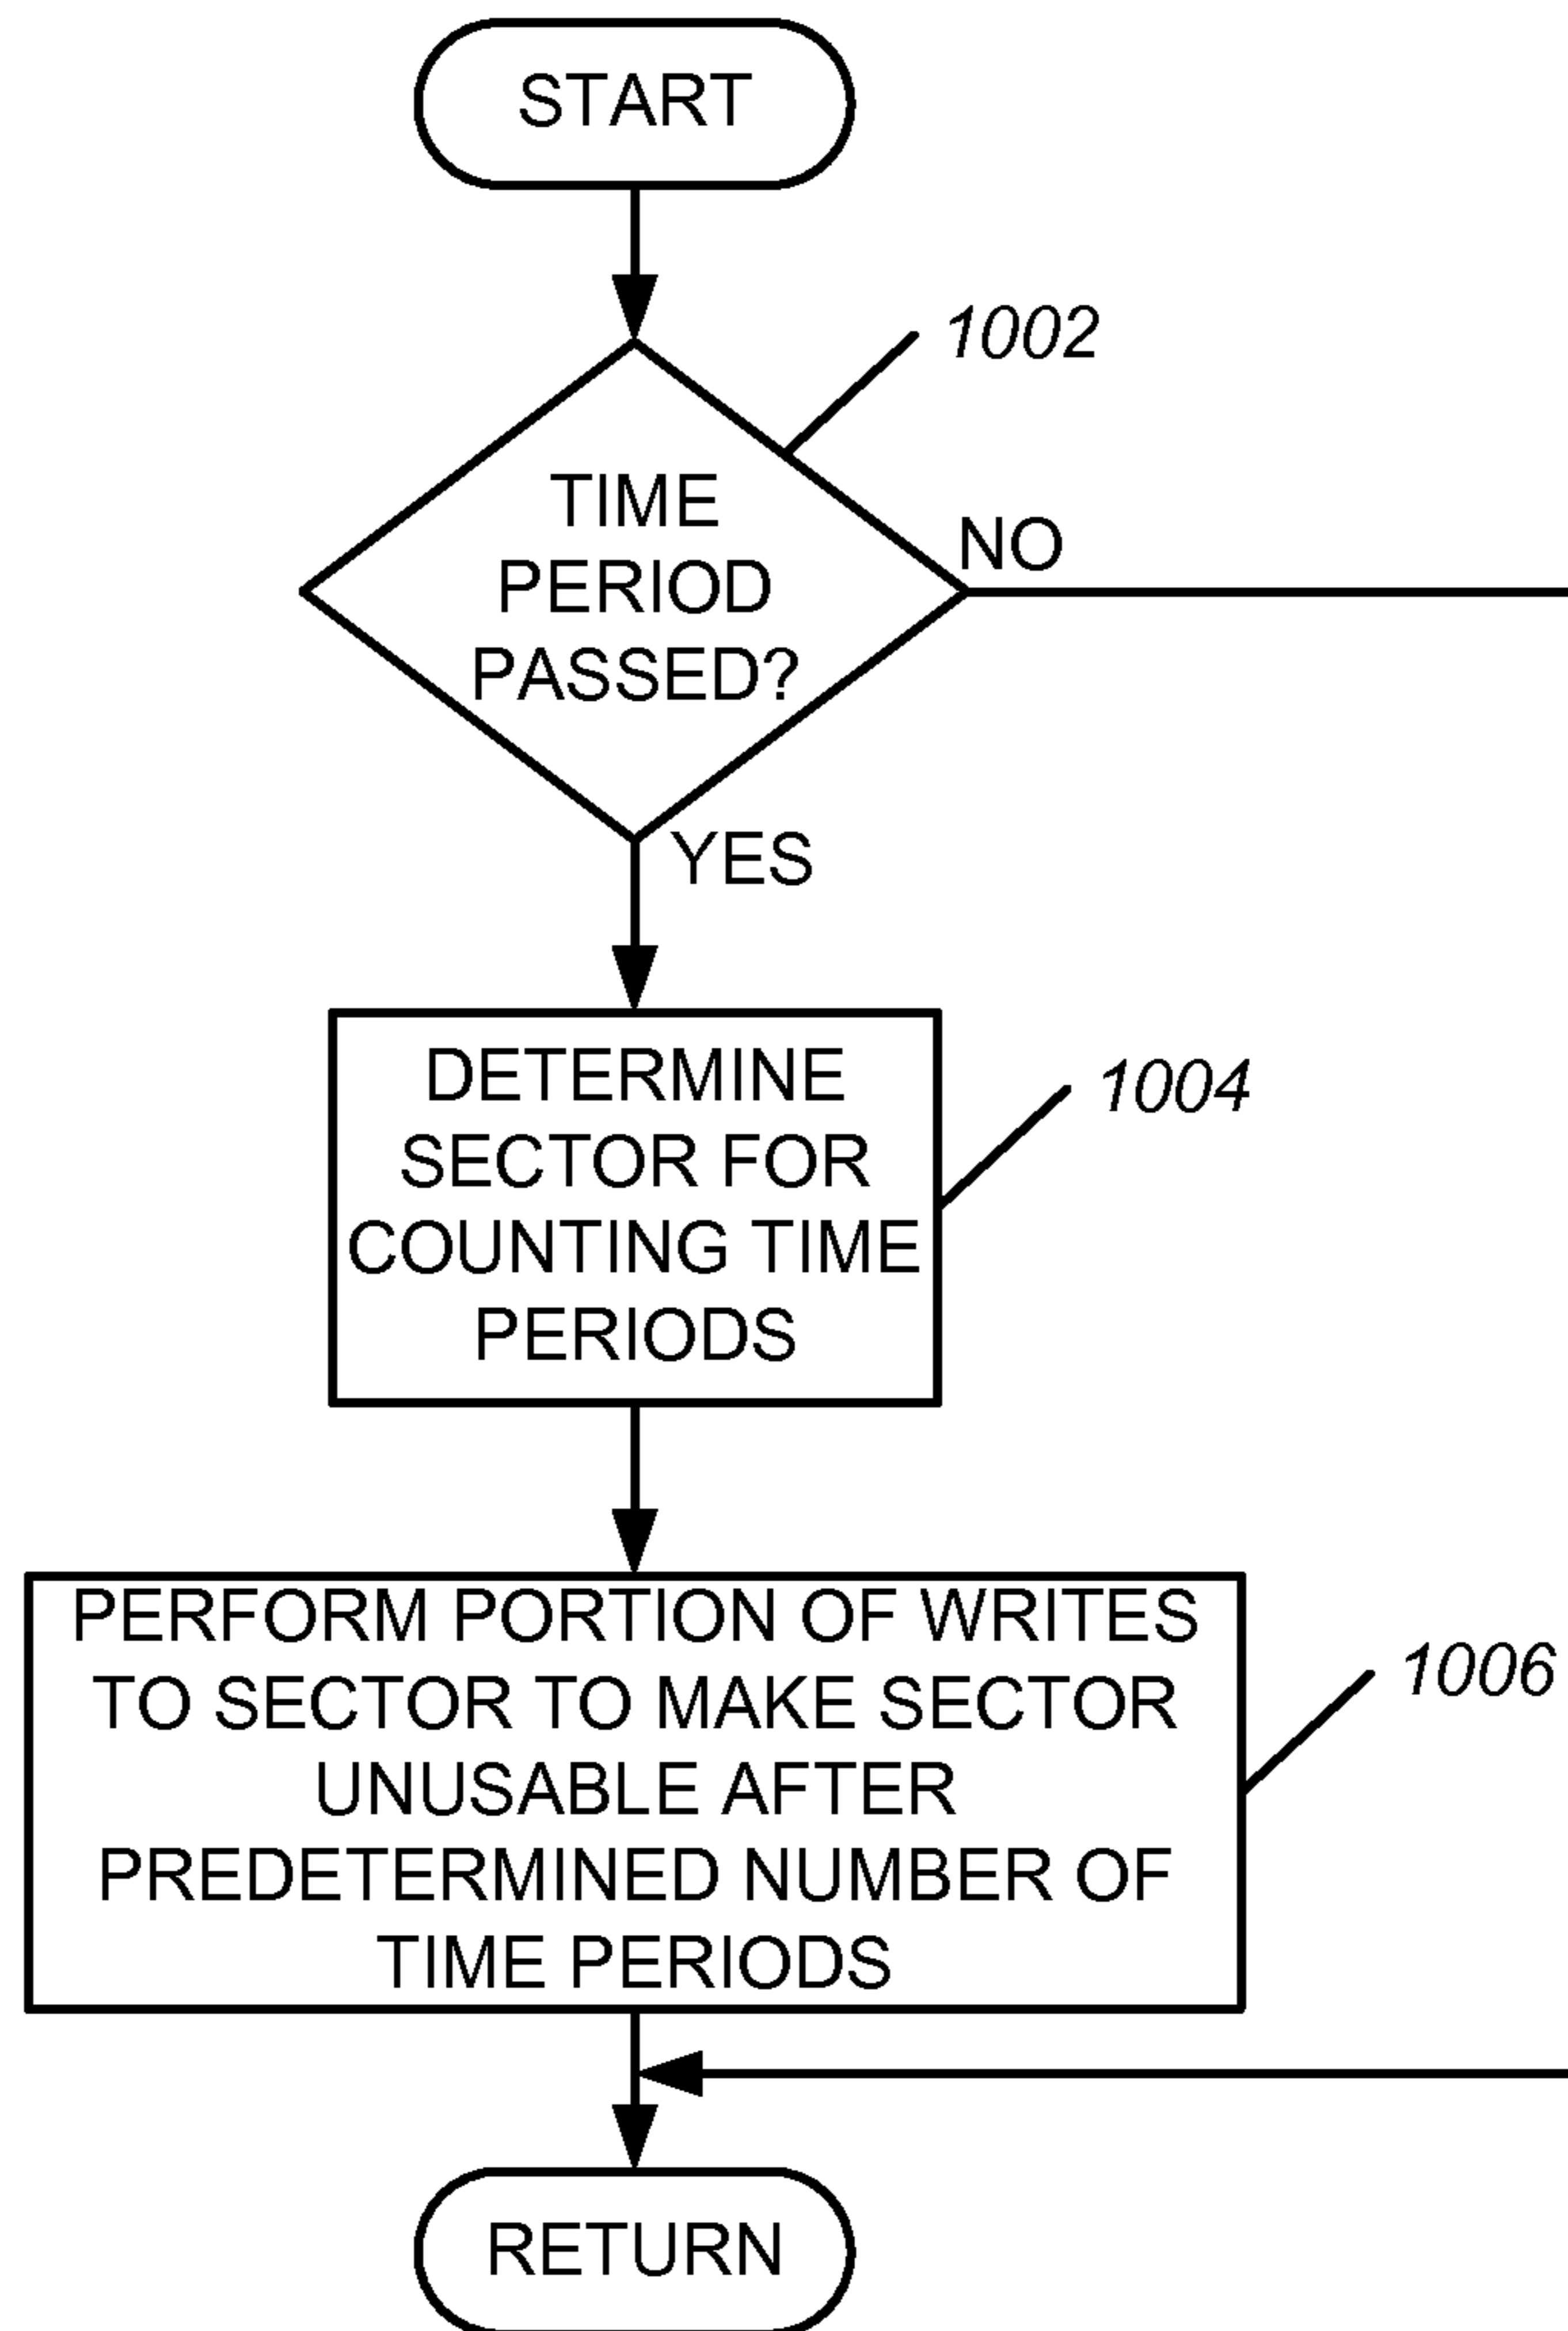 START
1002
TIME
PERIOD
PASSED?
NO
YES
DETERMINE
SECTOR FOR
COUNTING TIME
PERIODS
1004
PERFORM PORTION OF WRITES
TO SECTOR TO MAKE SECTOR
UNUSABLE AFTER
PREDETERMINED NUMBER OF
TIME PERIODS
1006
RETURN